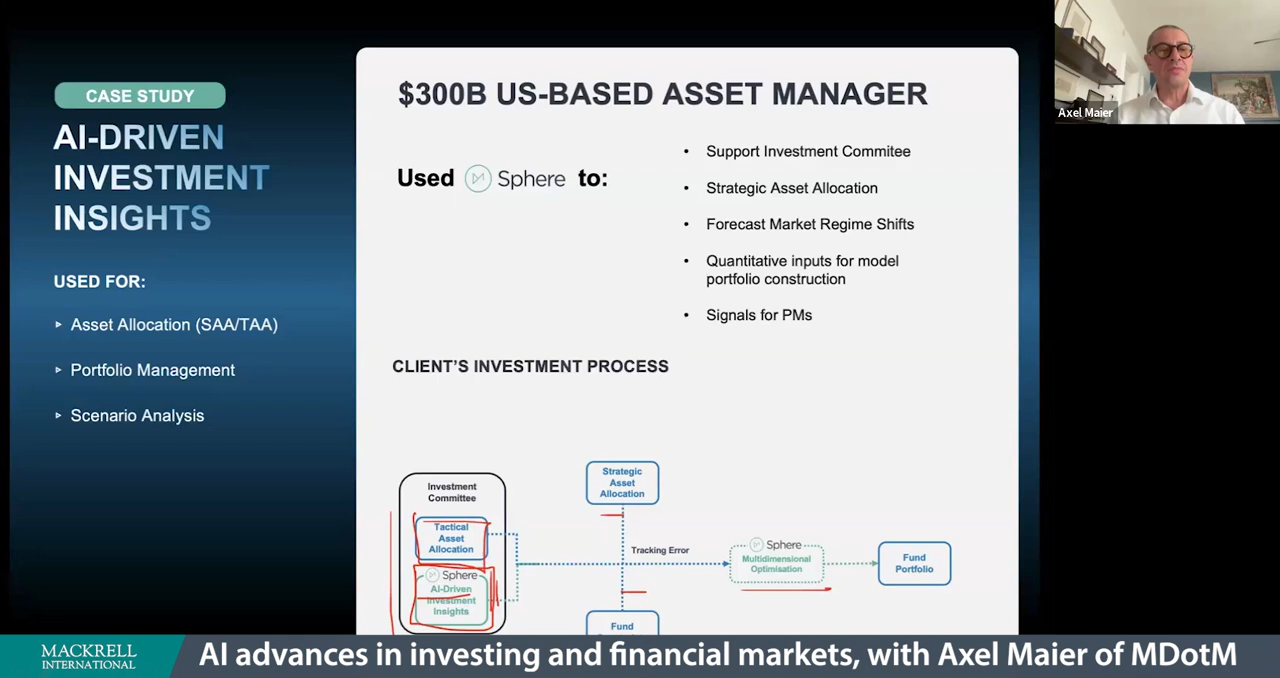 CASE STUDY
AI-DRIVEN
INVESTMENT
INSIGHTS
USED FOR:
Asset Allocation (SAA/TAA)
Portfolio Management
Scenario Analysis
$300B US-BASED ASSET MANAGER
Used Sphere to:
• Support Investment Commitee
• Strategic Asset Allocation
• Forecast Market Regime Shifts
• Quantitative inputs for model
portfolio construction
• Signals for PMs
CLIENT'S INVESTMENT PROCESS
Investment
Committee
Tactical
Asset
Allocation
Sphere
AI-Driven
Investment
Insights
Strategic
Asset
Allocation
Tracking Error
Fund
Sphere
Multidimensional
Optimisation
Fund
Portfolio
Axel Maier
MACKRELL
INTERNATIONAL
AI advances in investing and financial markets, with Axel Maier of MDotM